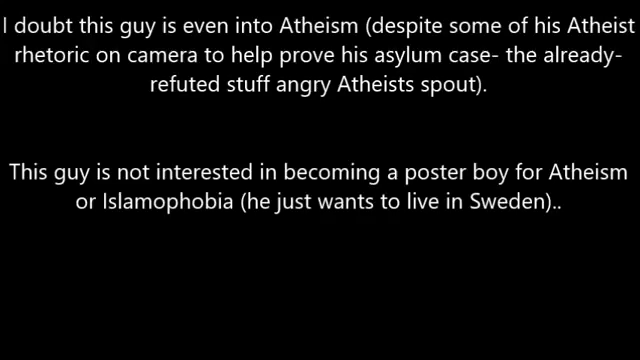 I doubt this guy is even into Atheism (despite some of his Atheist
rhetoric on camera to help prove his asylum case- the already-
refuted stuff angry Atheists spout).
This guy is not interested in becoming a poster boy for Atheism
or Islamophobia (he just wants to live in Sweden)..